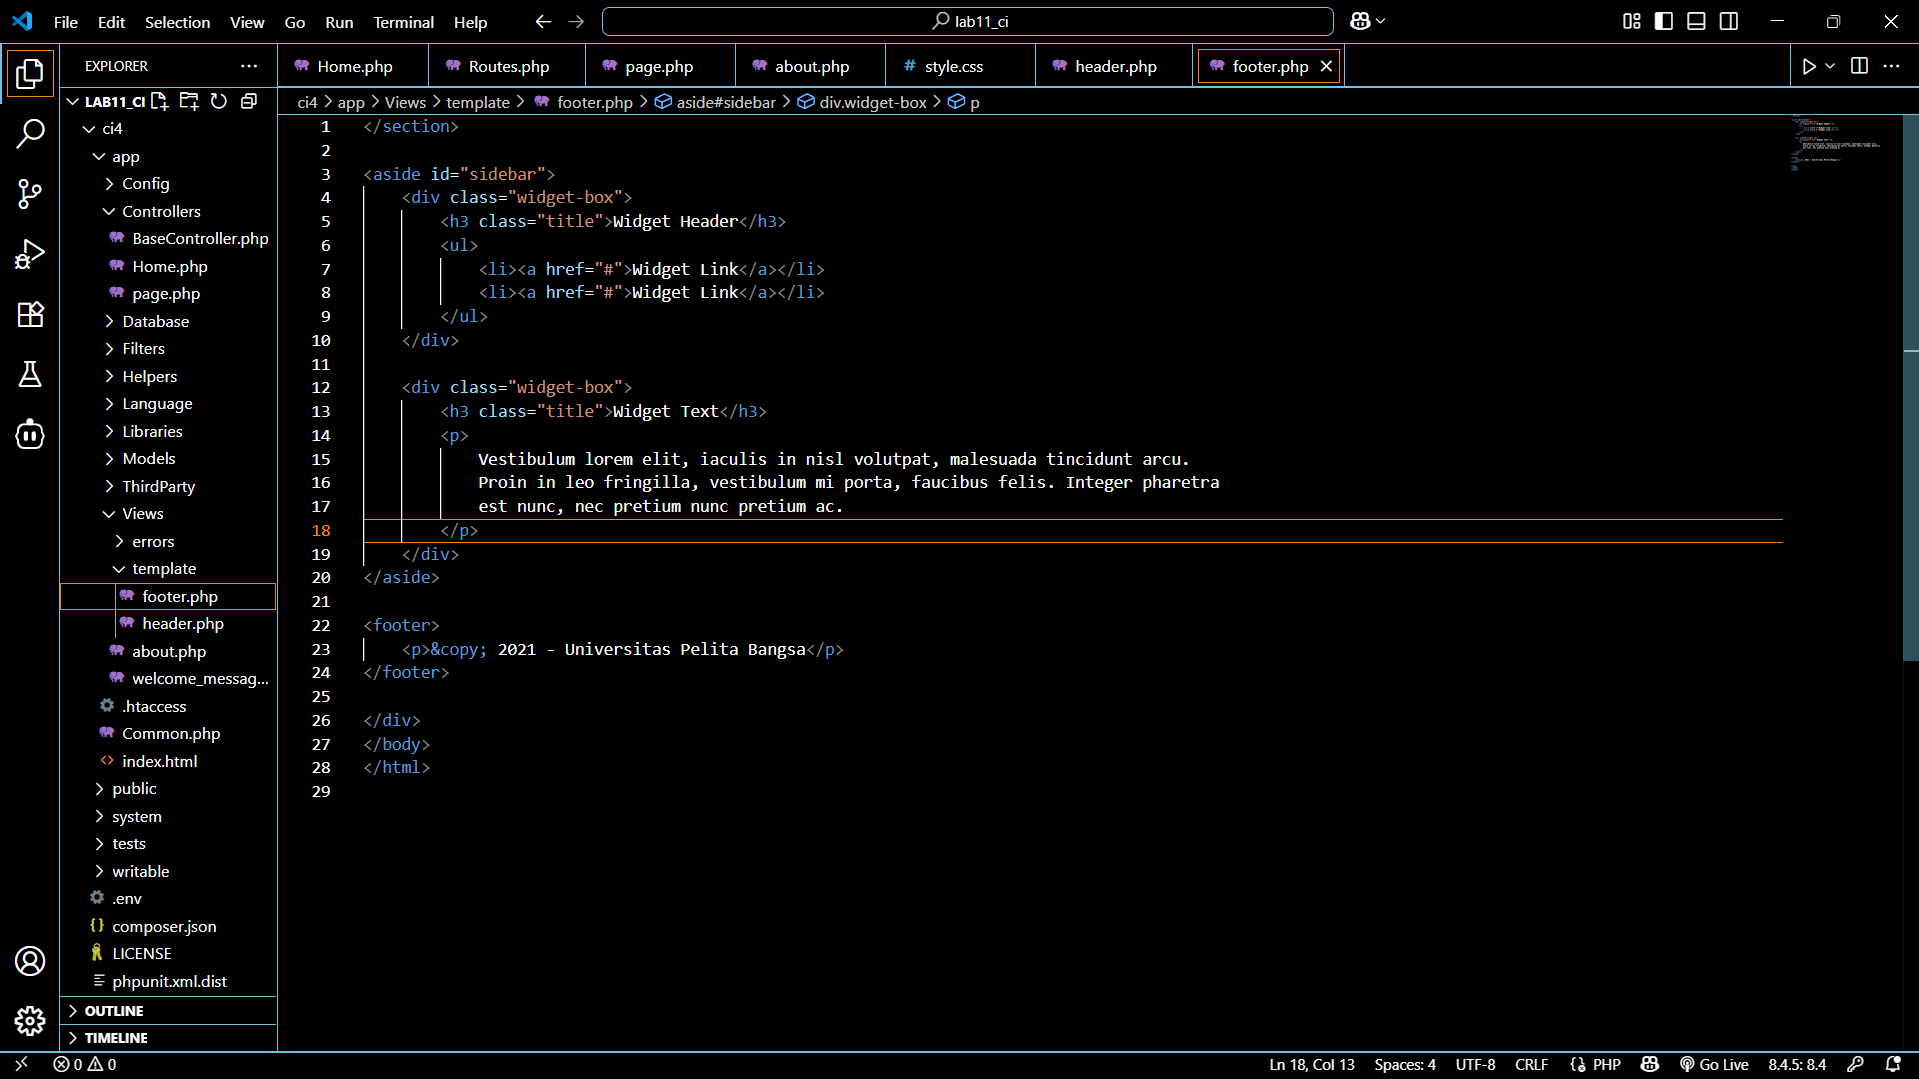 File Edit Selection View Go Run Terminal Help
lab11_ci
EXPLORER
Home.php
Routes.php
page.php
about.php
# style.css
header.php
footer.php
LAB11_CI
ci4 > app > Views > template > footer.php > aside#sidebar > div.widget-box > p
ci4
app
Config
Controllers
BaseController.php
Home.php
page.php
Database
Filters
Helpers
Language
Libraries
Models
ThirdParty
Views
errors
template
footer.php
header.php
about.php
welcome_messag...
.htaccess
Common.php
index.html
public
system
tests
writable
.env
composer.json
LICENSE
phpunit.xml.dist
OUTLINE
TIMELINE
1 </section>
2
3 <aside id="sidebar">
4 <div class="widget-box">
5 <h3 class="title">Widget Header</h3>
6 <ul>
7 <li><a href="#">Widget Link</a></li>
8 <li><a href="#">Widget Link</a></li>
9 </ul>
10 </div>
11
12 <div class="widget-box">
13 <h3 class="title">Widget Text</h3>
14 <p>
15 Vestibulum lorem elit, iaculis in nisl volutpat, malesuada tincidunt arcu.
16 Proin in leo fringilla, vestibulum mi porta, faucibus felis. Integer pharetra
17 est nunc, nec pretium nunc pretium ac.
18 </p>
19 </div>
20 </aside>
21
22 <footer>
23 <p>&copy; 2021 - Universitas Pelita Bangsa</p>
24 </footer>
25
26 </div>
27 </body>
28 </html>
29
0 0
Ln 18, Col 13 Spaces: 4 UTF-8 CRLF {} PHP Go Live 8.4.5: 8.4